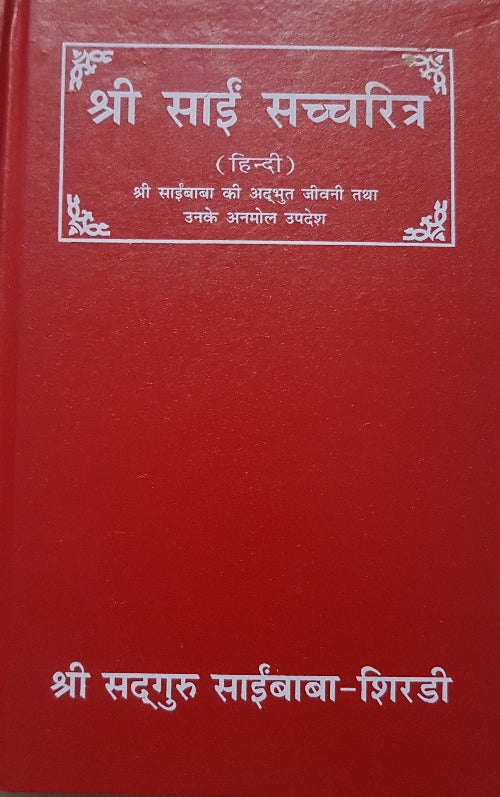 श्री साईं सच्चरित्र
(हिन्दी)
श्री साईंबाबा की अद्‌भुत जीवनी तथा
उनके अनमोल उपदेश
श्री सद्‌गुरु साईंबाबा-शिरडी